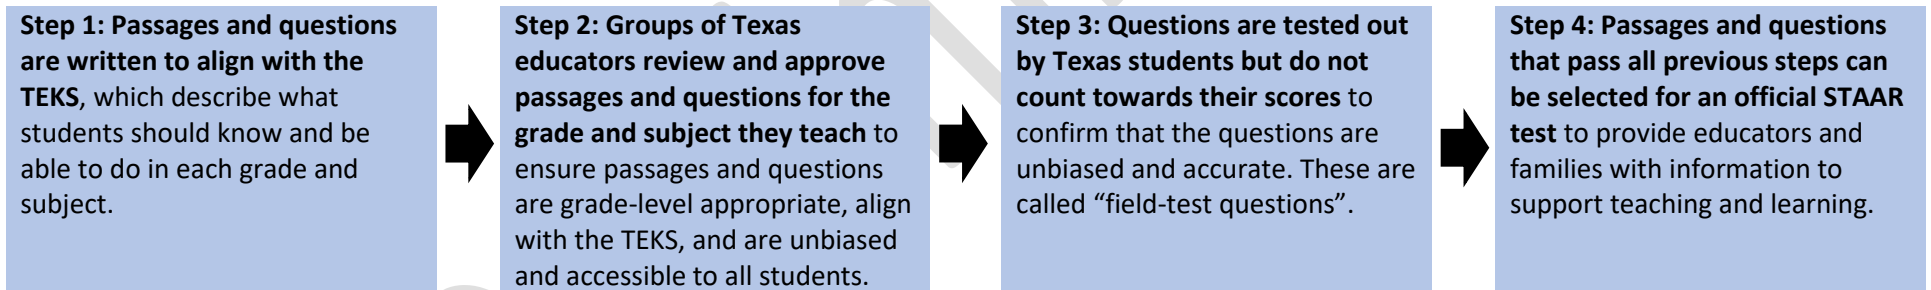 Step 1: Passages and questions
are written to align with the
TEKS, which describe what
students should know and be
able to do in each grade and
subject.
Step 2: Groups of Texas
educators review and approve
passages and questions for the
grade and subject they teach to
ensure passages and questions
are grade-level appropriate, align
with the TEKS, and are unbiased
and accessible to all students.
Step 3: Questions are tested out
by Texas students but do not
count towards their scores to
confirm that the questions are
unbiased and accurate. These are
called “field-test questions”.
Step 4: Passages and questions
that pass all previous steps can
be selected for an official STAAR
test to provide educators and
families with information to
support teaching and learning.